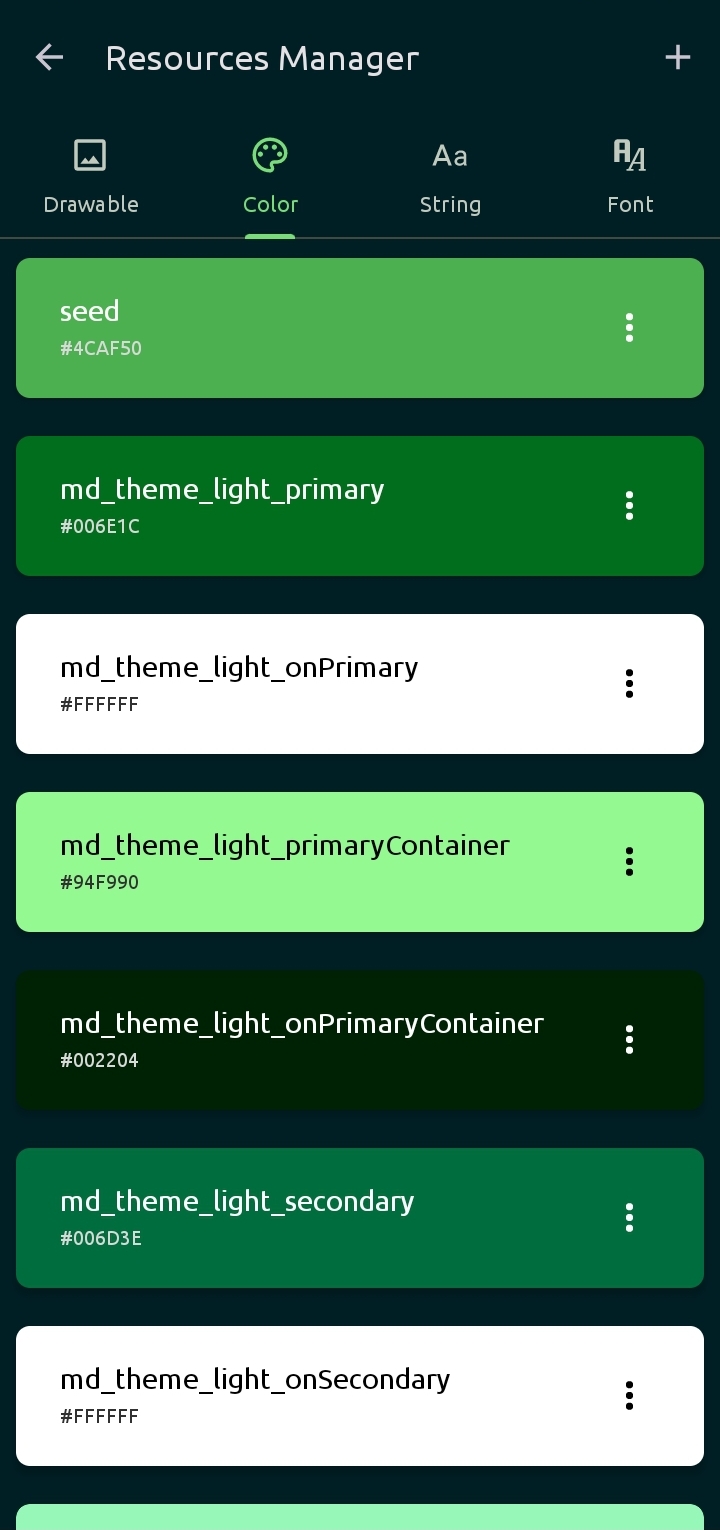 Resources Manager
Drawable
Color
Aa
String
Font
seed
#4CAF50
md_theme_light_primary
#006E1C
md_theme_light_onPrimary
#FFFFFF
md_theme_light_primaryContainer
#94F990
md_theme_light_onPrimaryContainer
#002204
md_theme_light_secondary
#006D3E
md_theme_light_onSecondary
#FFFFFF